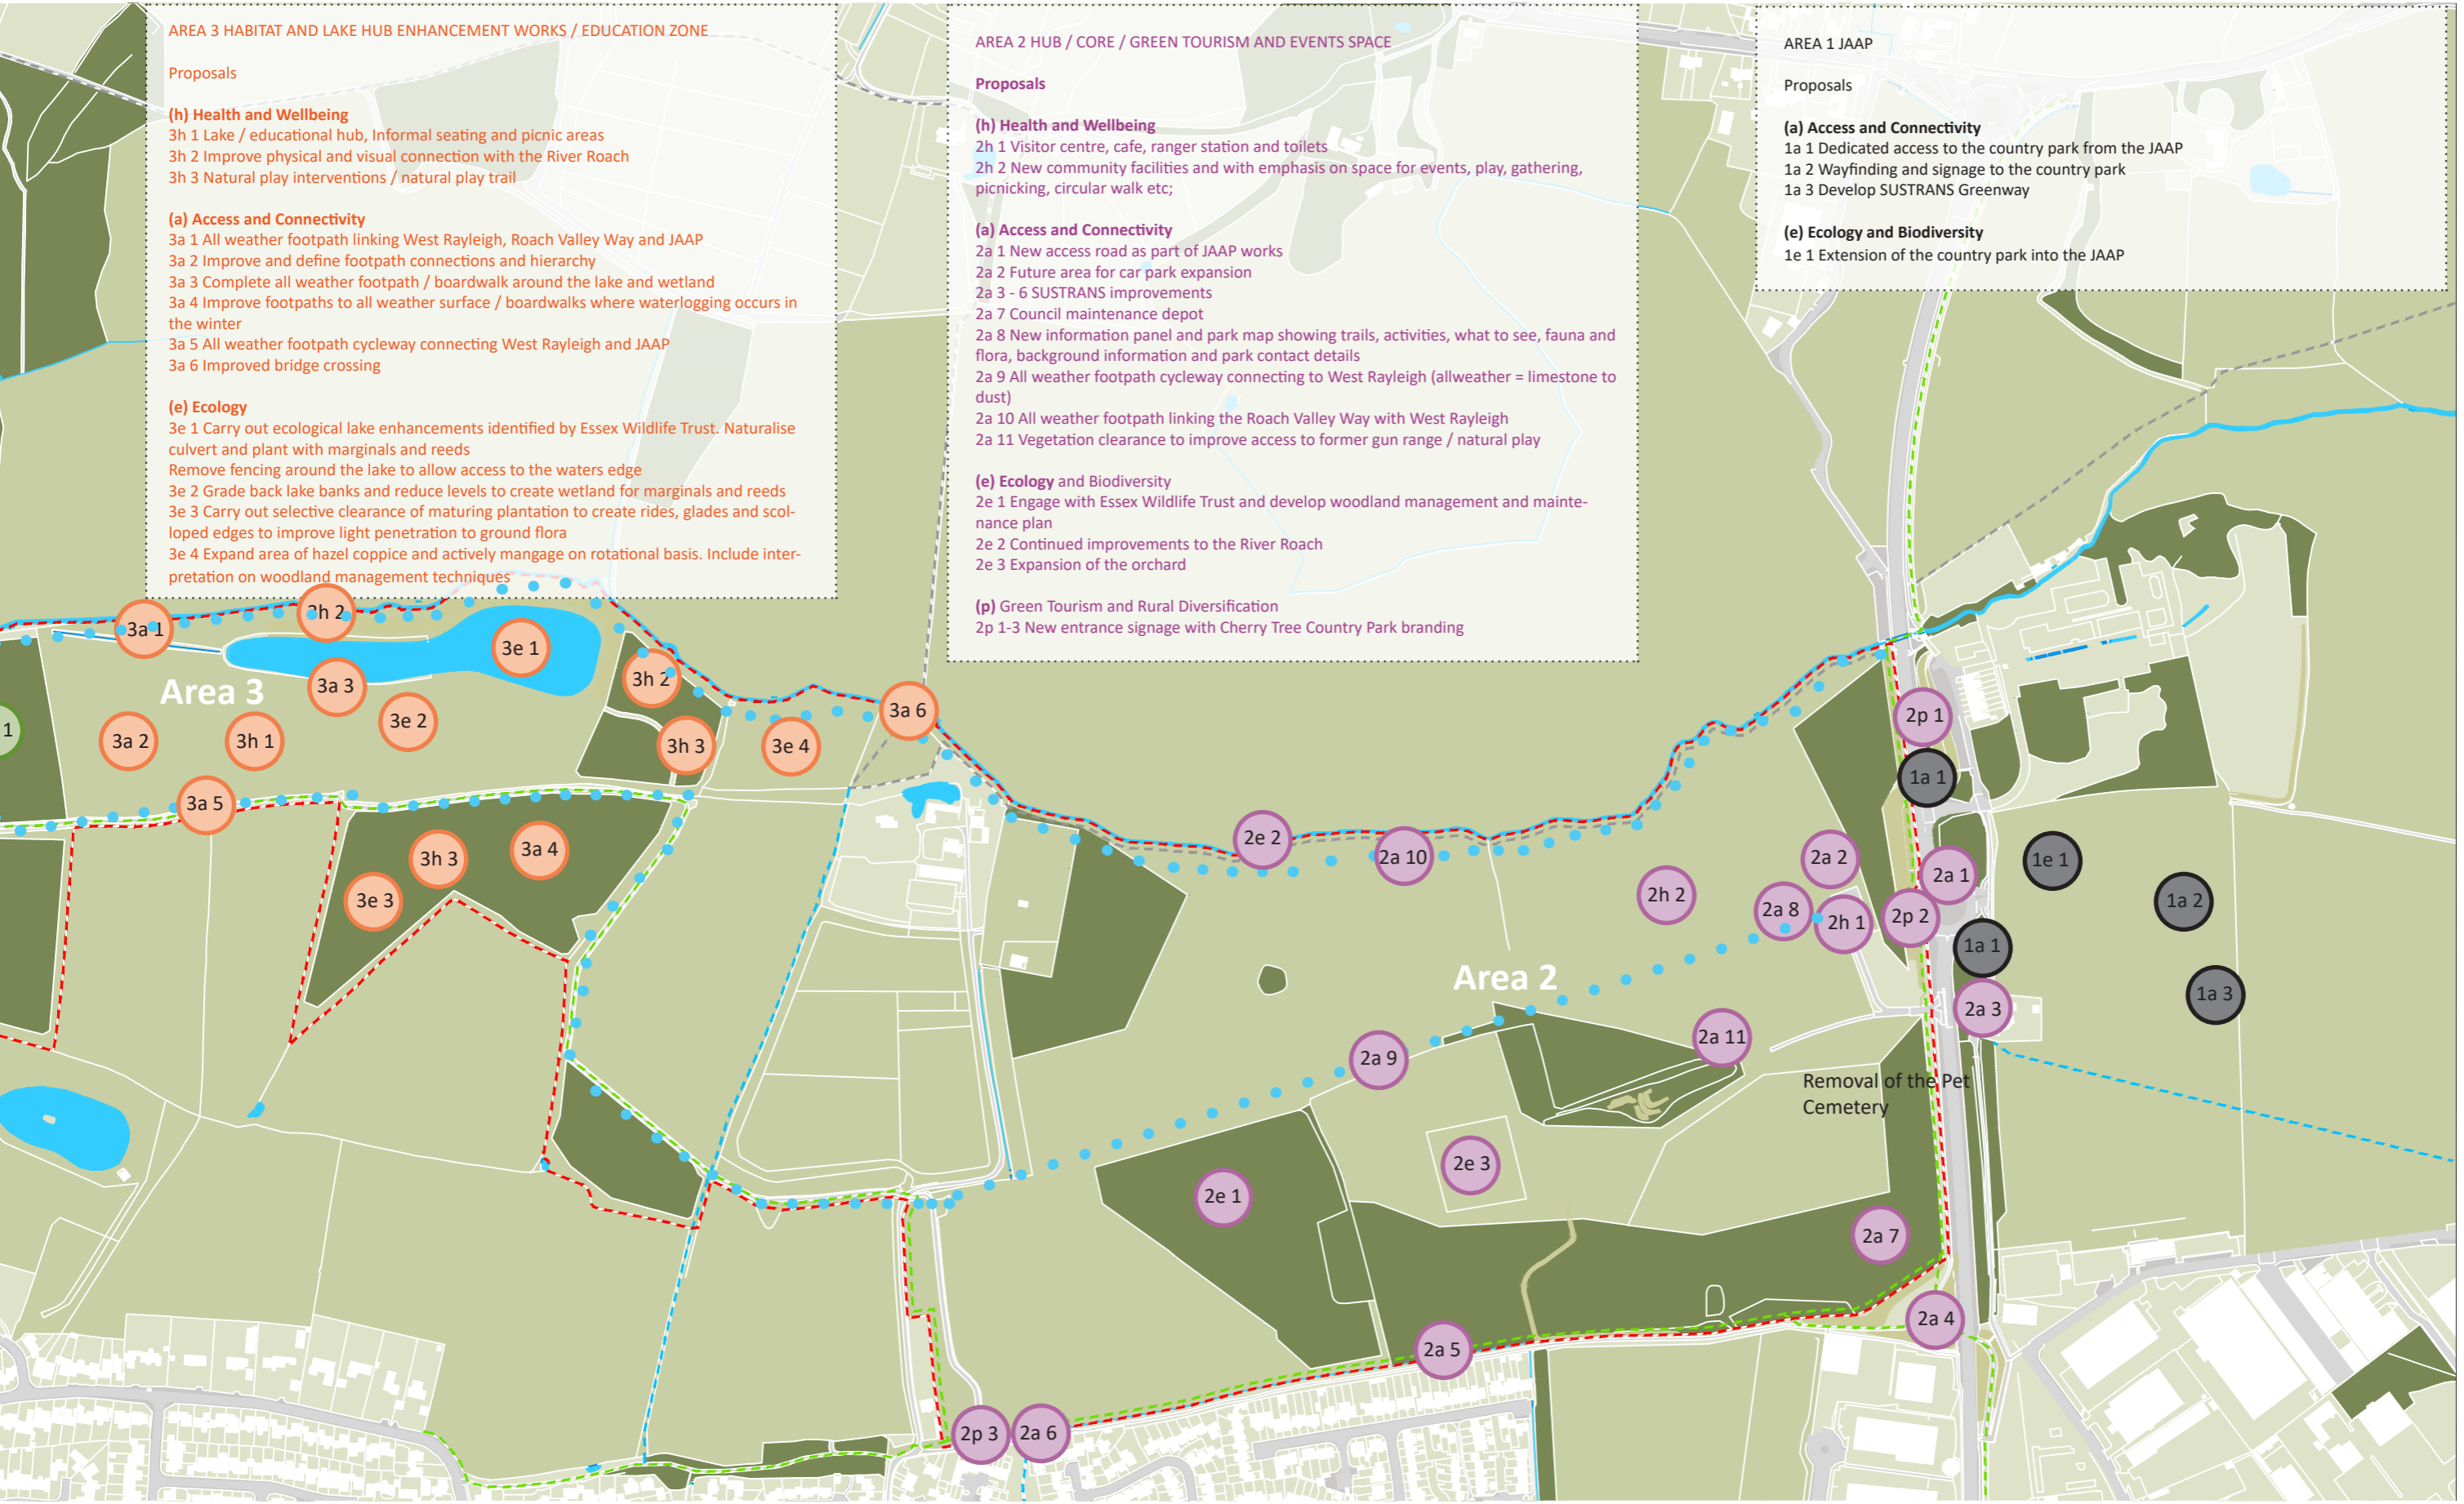 AREA 3 HABITAT AND LAKE HUB ENHANCEMENT WORKS / EDUCATION ZONE
Proposals
(h) Health and Wellbeing
3h 1 Lake / educational hub, Informal seating and picnic areas
3h 2 Improve physical and visual connection with the River Roach
3h 3 Natural play interventions / natural play trail
(a) Access and Connectivity
3a 1 All weather footpath linking West Rayleigh, Roach Valley Way and JAAP
3a 2 Improve and define footpath connections and hierarchy
3a 3 Complete all weather footpath / boardwalk around the lake and wetland
3a 4 Improve footpaths to all weather surface / boardwalks where waterlogging occurs in
the winter
3a 5 All weather footpath cycleway connecting West Rayleigh and JAAP
3a 6 Improved bridge crossing
(e) Ecology
3e 1 Carry out ecological lake enhancements identified by Essex Wildlife Trust. Naturalise
culvert and plant with marginals and reeds
Remove fencing around the lake to allow access to the waters edge
3e 2 Grade back lake banks and reduce levels to create wetland for marginals and reeds
3e 3 Carry out selective clearance of maturing plantation to create rides, glades and scol-
loped edges to improve light penetration to ground flora
3e 4 Expand area of hazel coppice and actively mangage on rotational basis. Include inter-
pretation on woodland management techniques
AREA 2 HUB / CORE / GREEN TOURISM AND EVENTS SPACE
Proposals
(h) Health and Wellbeing
2h 1 Visitor centre, cafe, ranger station and toilets
2h 2 New community facilities and with emphasis on space for events, play, gathering,
picnicking, circular walk etc;
(a) Access and Connectivity
2a 1 New access road as part of JAAP works
2a 2 Future area for car park expansion
2a 3 - 6 SUSTRANS improvements
2a 7 Council maintenance depot
2a 8 New information panel and park map showing trails, activities, what to see, fauna and
flora, background information and park contact details
2a 9 All weather footpath cycleway connecting to West Rayleigh (allweather = limestone to
dust)
2a 10 All weather footpath linking the Roach Valley Way with West Rayleigh
2a 11 Vegetation clearance to improve access to former gun range / natural play
(e) Ecology and Biodiversity
2e 1 Engage with Essex Wildlife Trust and develop woodland management and mainte-
nance plan
2e 2 Continued improvements to the River Roach
2e 3 Expansion of the orchard
(p) Green Tourism and Rural Diversification
2p 1-3 New entrance signage with Cherry Tree Country Park branding
AREA 1 JAAP
Proposals
(a) Access and Connectivity
1a 1 Dedicated access to the country park from the JAAP
1a 2 Wayfinding and signage to the country park
1a 3 Develop SUSTRANS Greenway
(e) Ecology and Biodiversity
1e 1 Extension of the country park into the JAAP
3a 1
3h 2
3e 1
3h 2
3a 3
Area 3
3e 2
3a 6
1
3a 2
3h 1
3h 3
3e 4
3a 5
3h 3
3a 4
3e 3
2p 1
1a 1
2e 2
2a 10
2a 2
2a 1
1e 1
2h 2
2a 8
2h 1
2p 2
1a 2
1a 1
Area 2
2a 3
1a 3
2a 11
2a 9
Removal of the Pet
Cemetery
2e 3
2e 1
2a 7
2a 4
2a 5
2p 3
2a 6